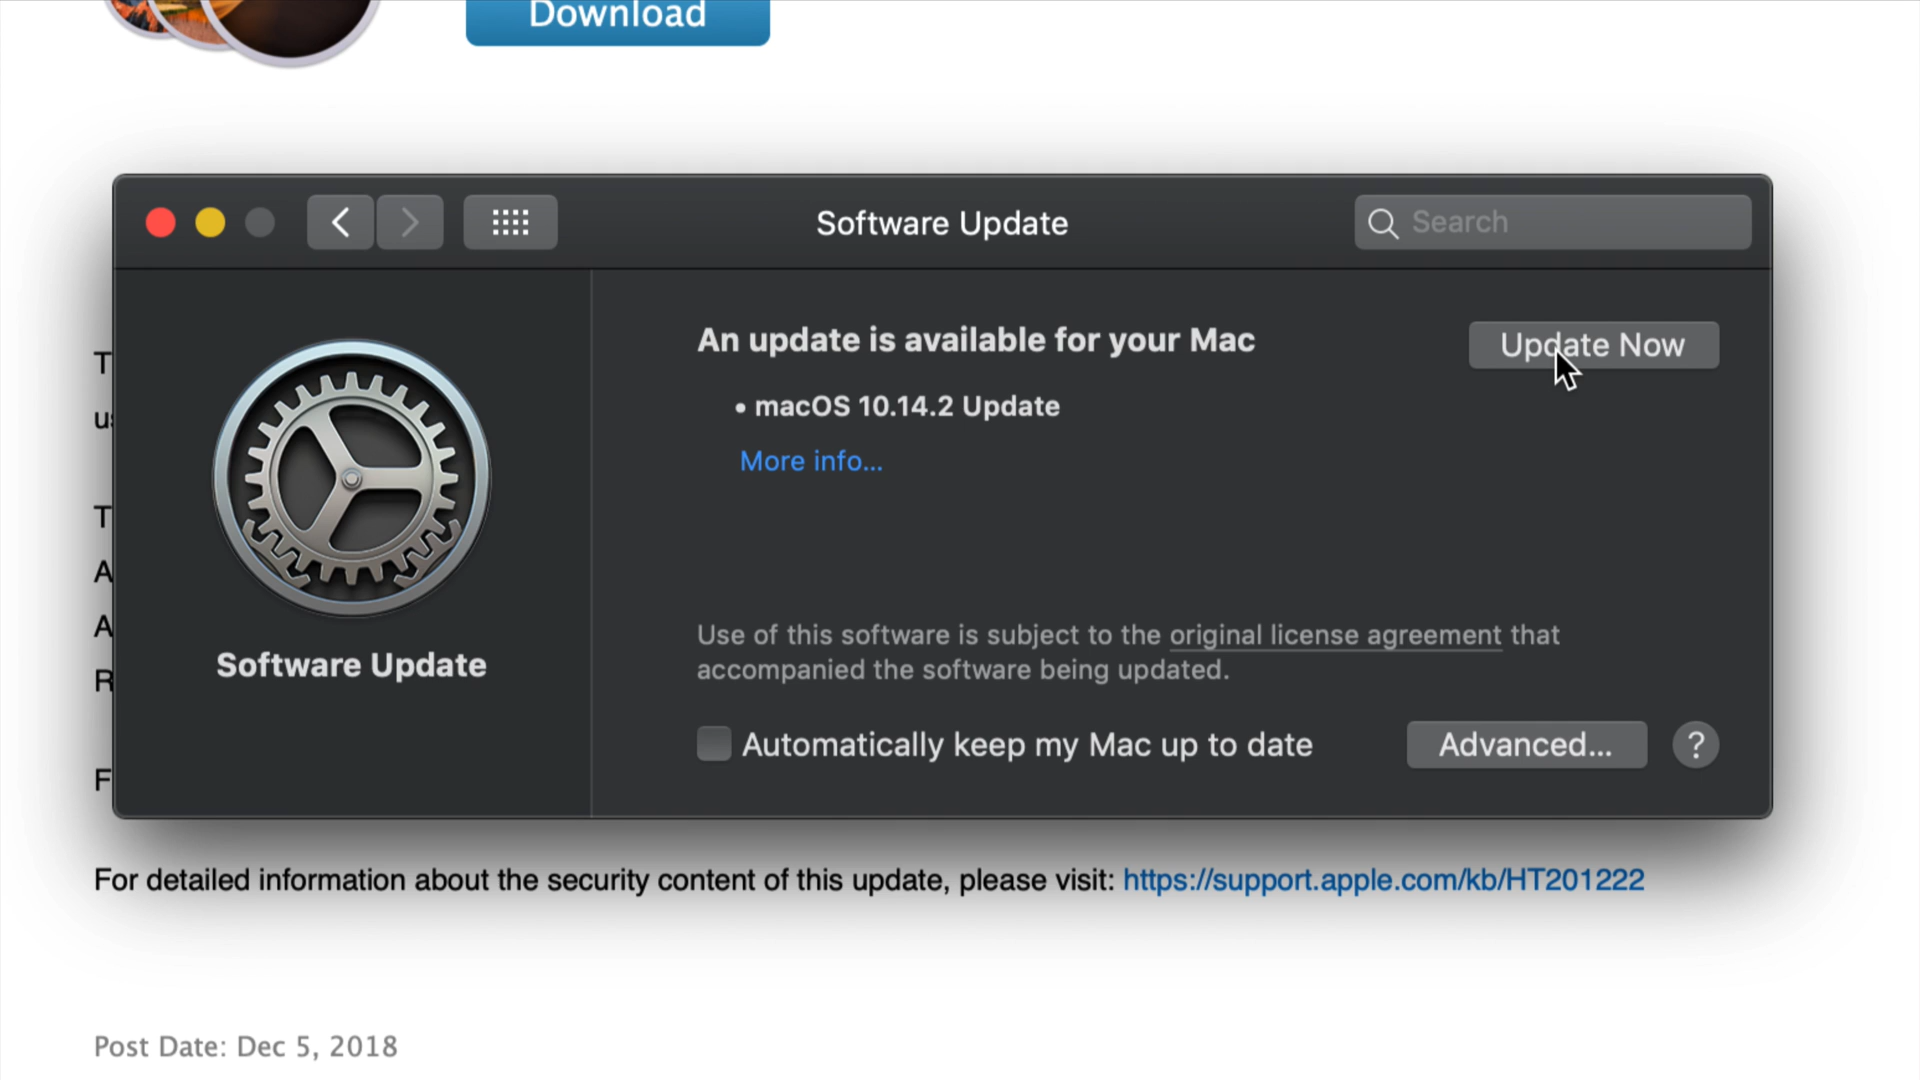 Download
Software Update
Search
An update is available for your Mac
Update Now
• macOS 10.14.2 Update
More info...
Software Update
Use of this software is subject to the original license agreement that
accompanied the software being updated.
Automatically keep my Mac up to date
Advanced...
?
For detailed information about the security content of this update, please visit: https://support.apple.com/kb/HT201222
Post Date: Dec 5, 2018